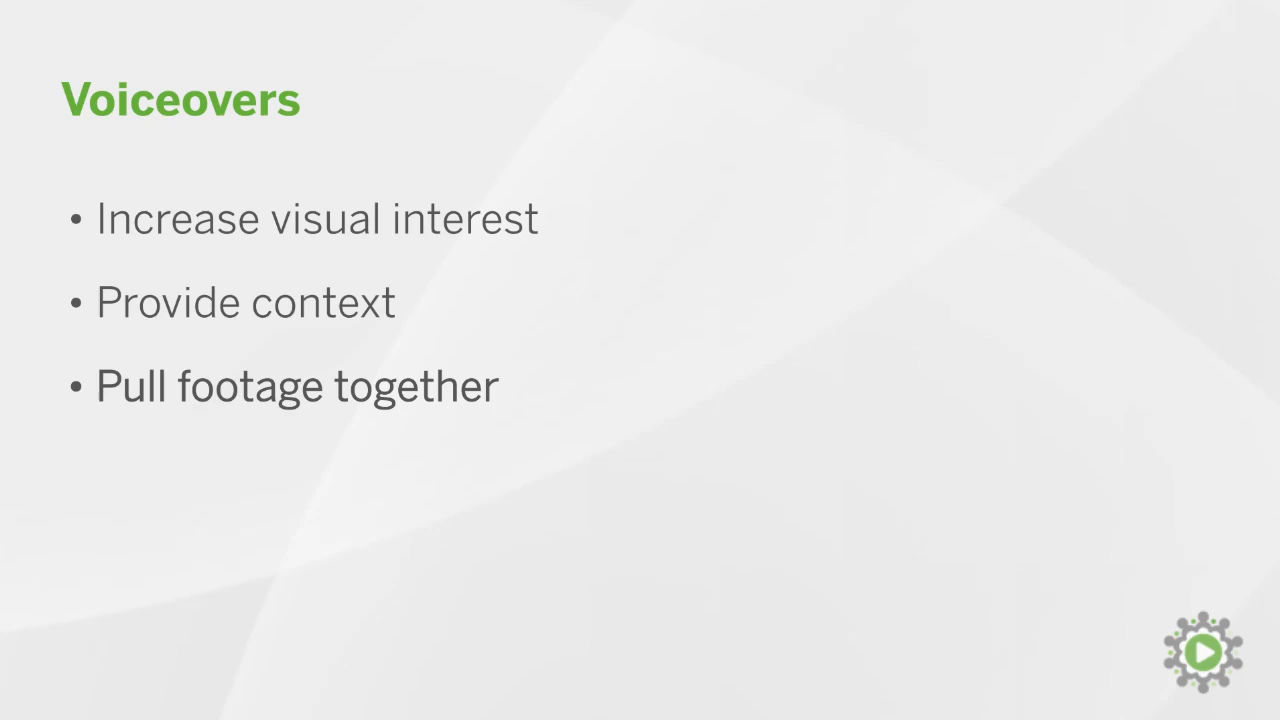 Voiceovers
• Increase visual interest
• Provide context
• Pull footage together